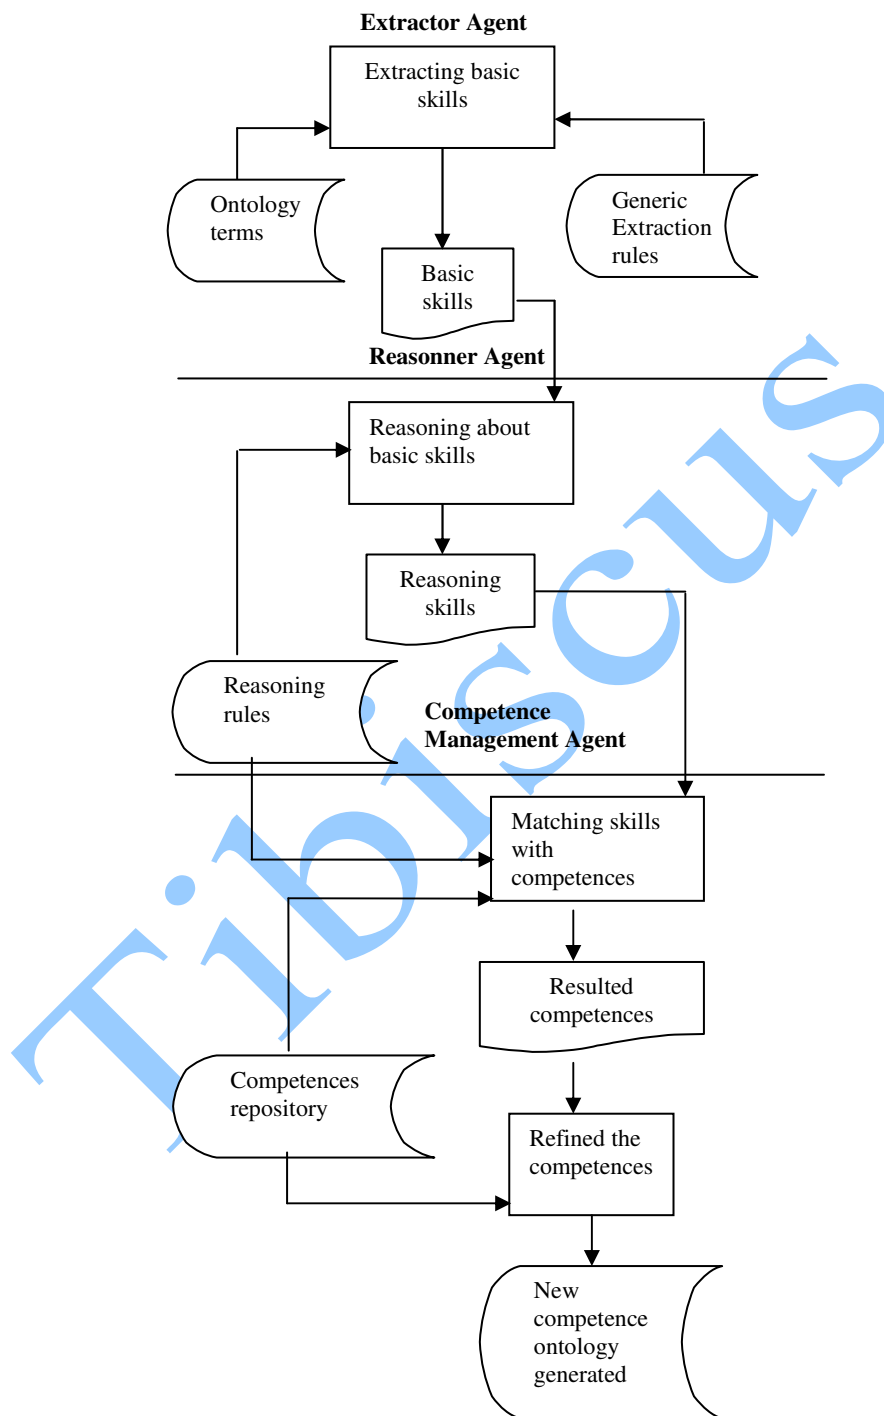 Extractor Agent
Extracting basic
skills
Ontology
terms
Generic
Extraction
rules
Basic
skills
Reasonner Agent
Reasoning about
basic skills
Reasoning
skills
Reasoning
rules
Competence
Management Agent
Matching skills
with
competences
Resulted
competences
Competences
repository
Refined the
competences
New
competence
ontology
generated
Tibiscus